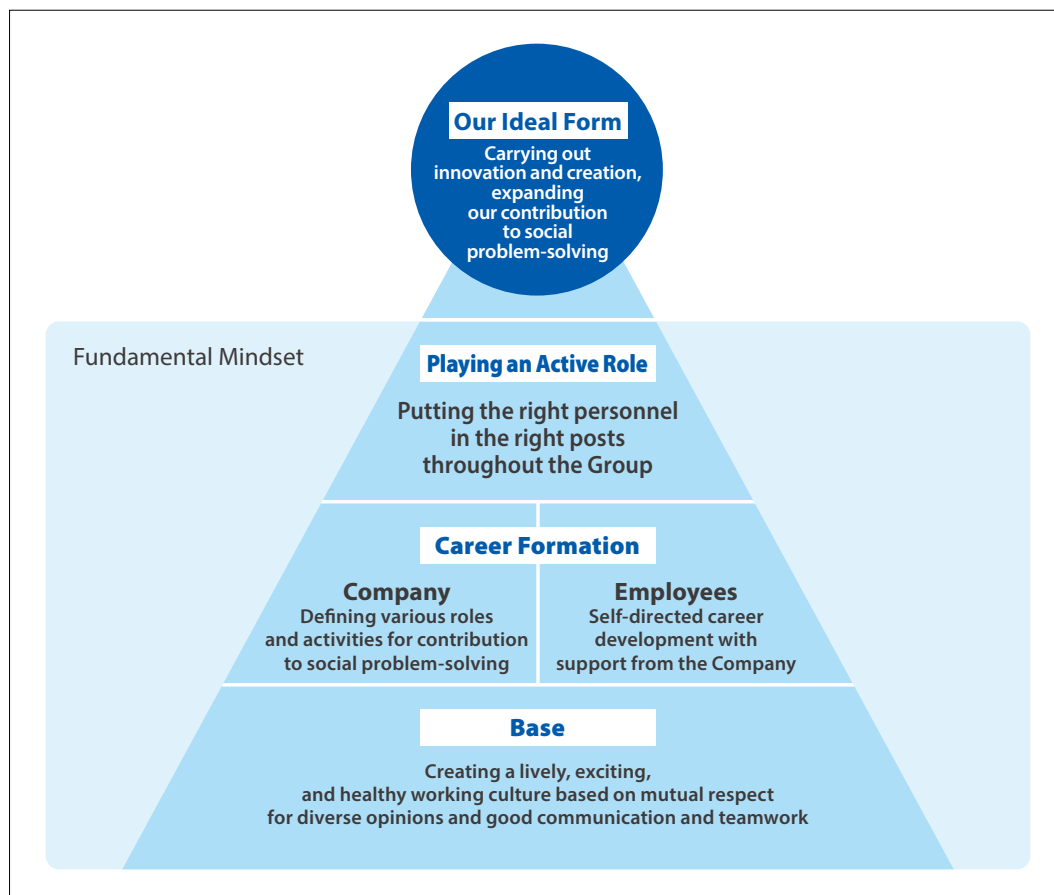 Our Ideal Form
Carrying out
innovation and creation,
expanding
our contribution
to social
problem-solving
Fundamental Mindset
Playing an Active Role
Putting the right personnel
in the right posts
throughout the Group
Career Formation
Company
Defining various roles
and activities for contribution
to social problem-solving
Employees
Self-directed career
development with
support from the Company
Base
Creating a lively, exciting,
and healthy working culture based on mutual respect
for diverse opinions and good communication and teamwork